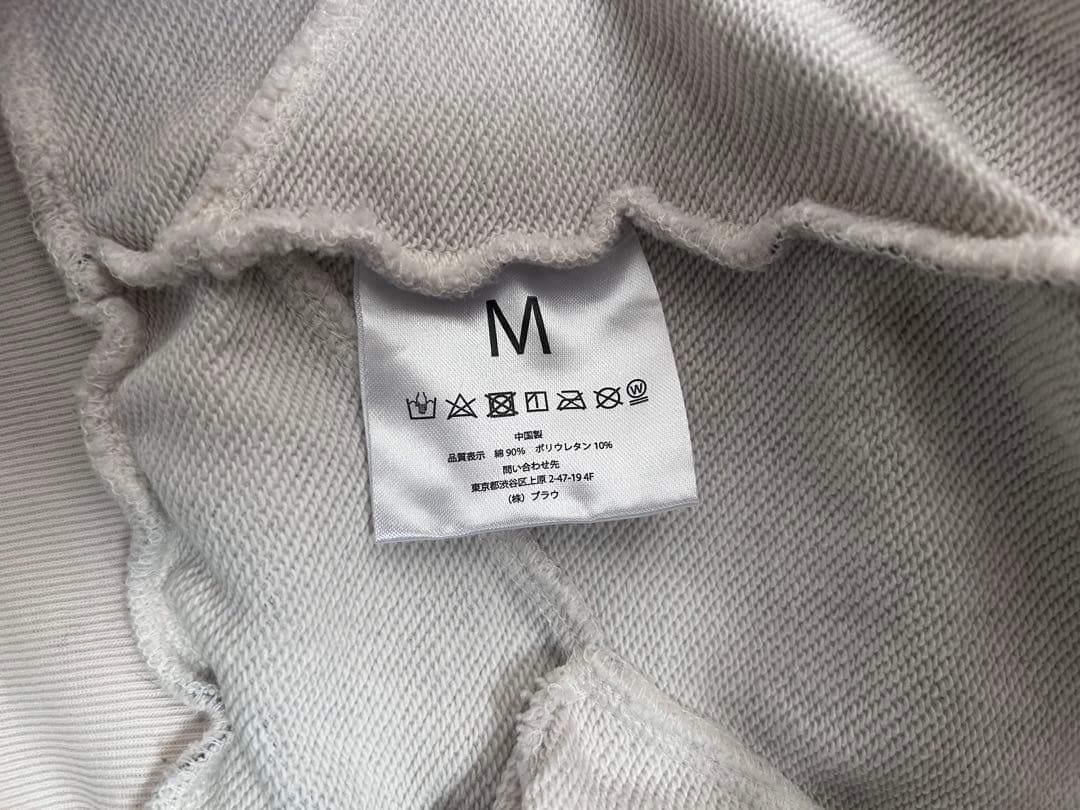 M
W
中国製
品質表示 綿 90% ポリウレタン 10%
問い合わせ先
東京都渋谷区上原 2-47-19 4F
(株) ブラウ